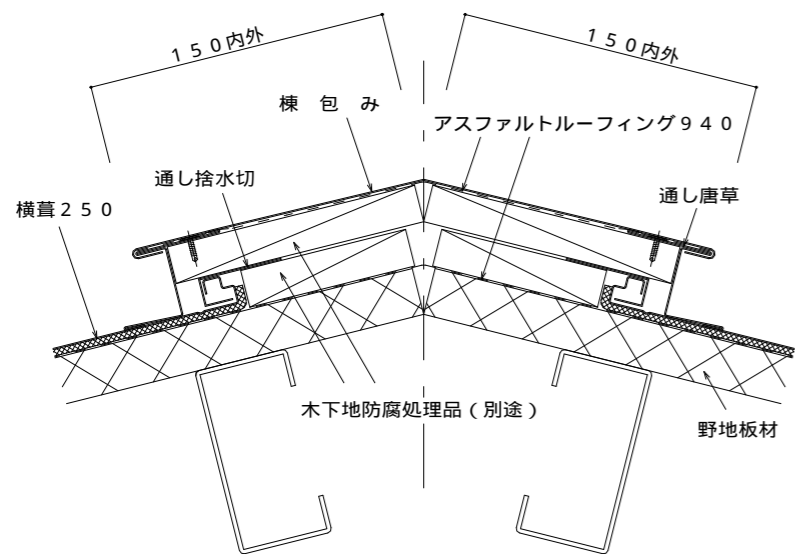 １５０内外
１５０内外
棟　包　み
アスファルトルーフィング９４０
通し捨水切
通し唐草
横葺２５０
木下地防腐処理品（別途）
野地板材